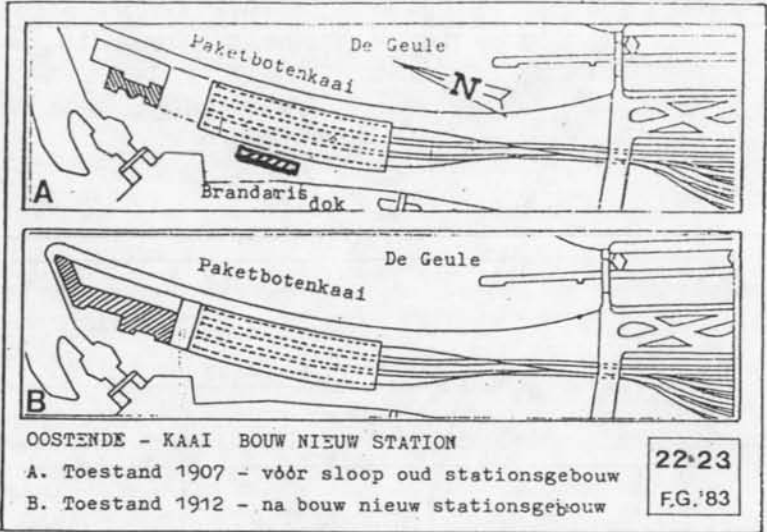 De Geule
Paketbotenkaai
N
A
Brandaris
dok
De Geule
Paketbotenkaai
B
OOSTENDE - KAAI BOUW NIEUW STATION
A. Toestand 1907 - vóór sloop oud stationsgebouw
B. Toestand 1912 - na bouw nieuw stationsgebouw
22-23
F.G.'83